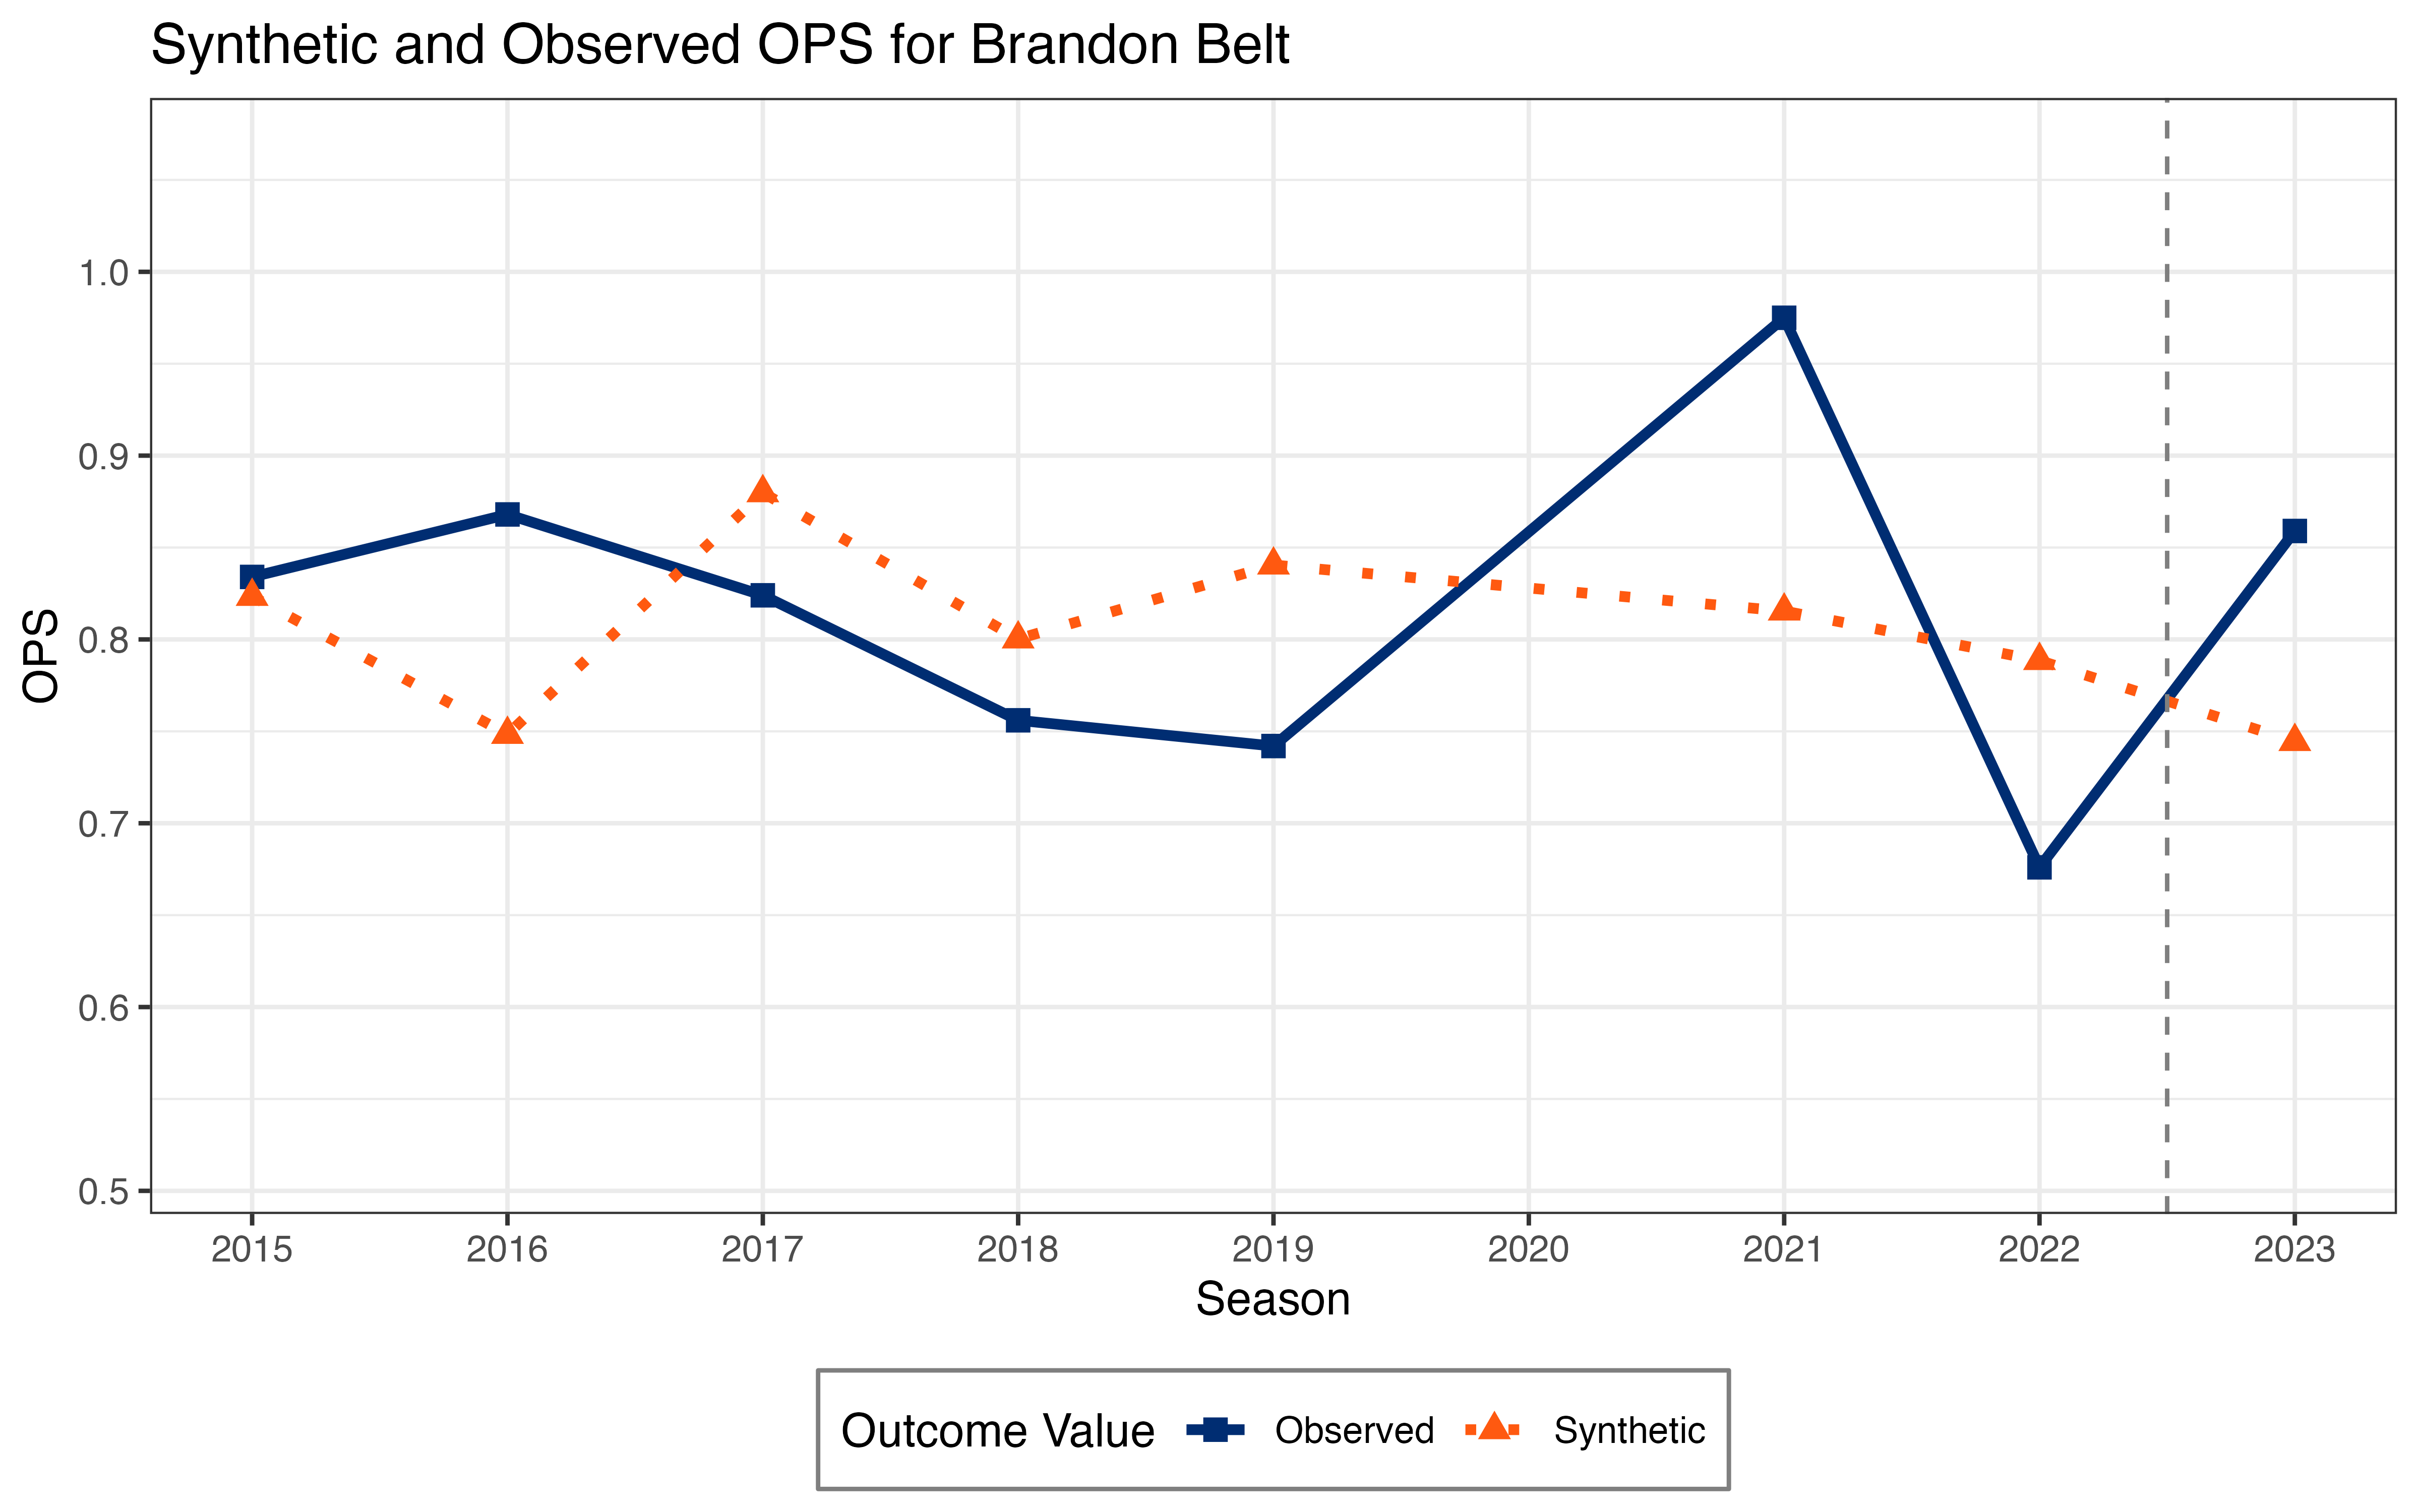 Synthetic and Observed OPS for Brandon Belt
OPS
1.0
0.9
0.8
0.7
0.6
0.5
2015 2016 2017 2018 2019 2020 2021 2022 2023
Season
Outcome Value Observed Synthetic